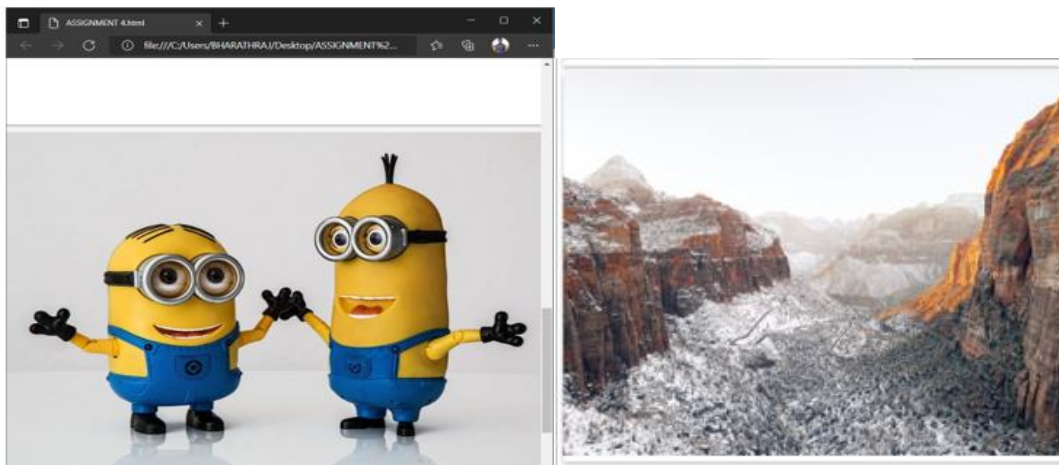 ASSIGNMENT 4.html
file:///C:/Users/BHARATHRAJ/Desktop/ASSIGNMENT%2...